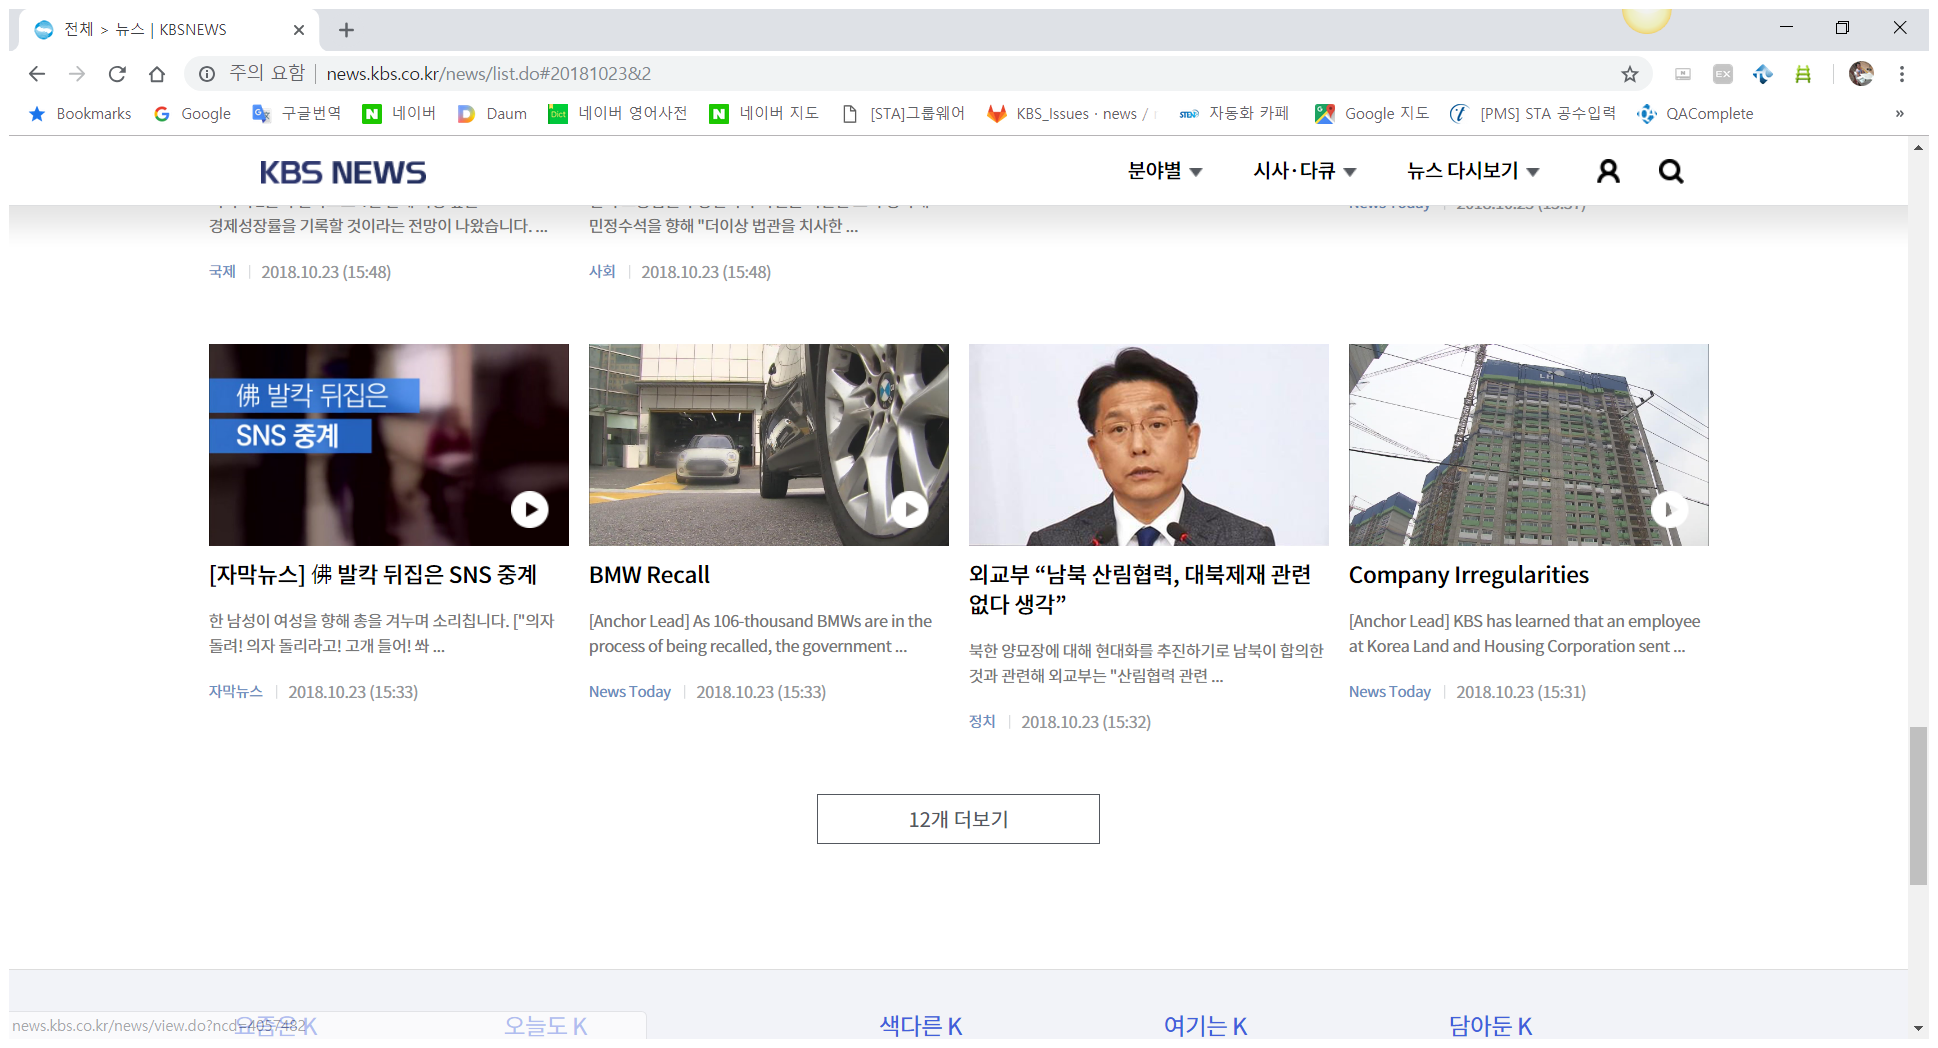 전체 > 뉴스 | KBSNEWS
주의 요함 | news.kbs.co.kr/news/list.do#20181023&2
Bookmarks Google 구글번역 네이버 Daum 네이버 영어사전 네이버 지도 [STA]그룹웨어 KBS_Issues · news / 자동화 카페 Google 지도 [PMS] STA 공수입력 QAComplete »
KBS NEWS 분야별 시사·다큐 뉴스 다시보기
경제성장률을 기록할 것이라는 전망이 나왔습니다. ...
국제 | 2018.10.23 (15:48)
민정수석을 향해 "더이상 법관을 치사한 ...
사회 | 2018.10.23 (15:48)
News Today | 2018.10.23 (15:37)
佛 발칵 뒤집은
SNS 중계
[자막뉴스] 佛 발칵 뒤집은 SNS 중계
한 남성이 여성을 향해 총을 겨누며 소리칩니다. ["의자
돌려! 의자 돌리라고! 고개 들어! 쏴 ...
자막뉴스 | 2018.10.23 (15:33)
BMW Recall
[Anchor Lead] As 106-thousand BMWs are in the
process of being recalled, the government ...
News Today | 2018.10.23 (15:33)
외교부 “남북 산림협력, 대북제재 관련
없다 생각”
북한 양묘장에 대해 현대화를 추진하기로 남북이 합의한
것과 관련해 외교부는 "산림협력 관련 ...
정치 | 2018.10.23 (15:32)
LH
Company Irregularities
[Anchor Lead] KBS has learned that an employee
at Korea Land and Housing Corporation sent ...
News Today | 2018.10.23 (15:31)
12개 더보기
요즘은 K 오늘도 K 색다른 K 여기는 K 담아둔 K
news.kbs.co.kr/news/view.do?ncd=4057482